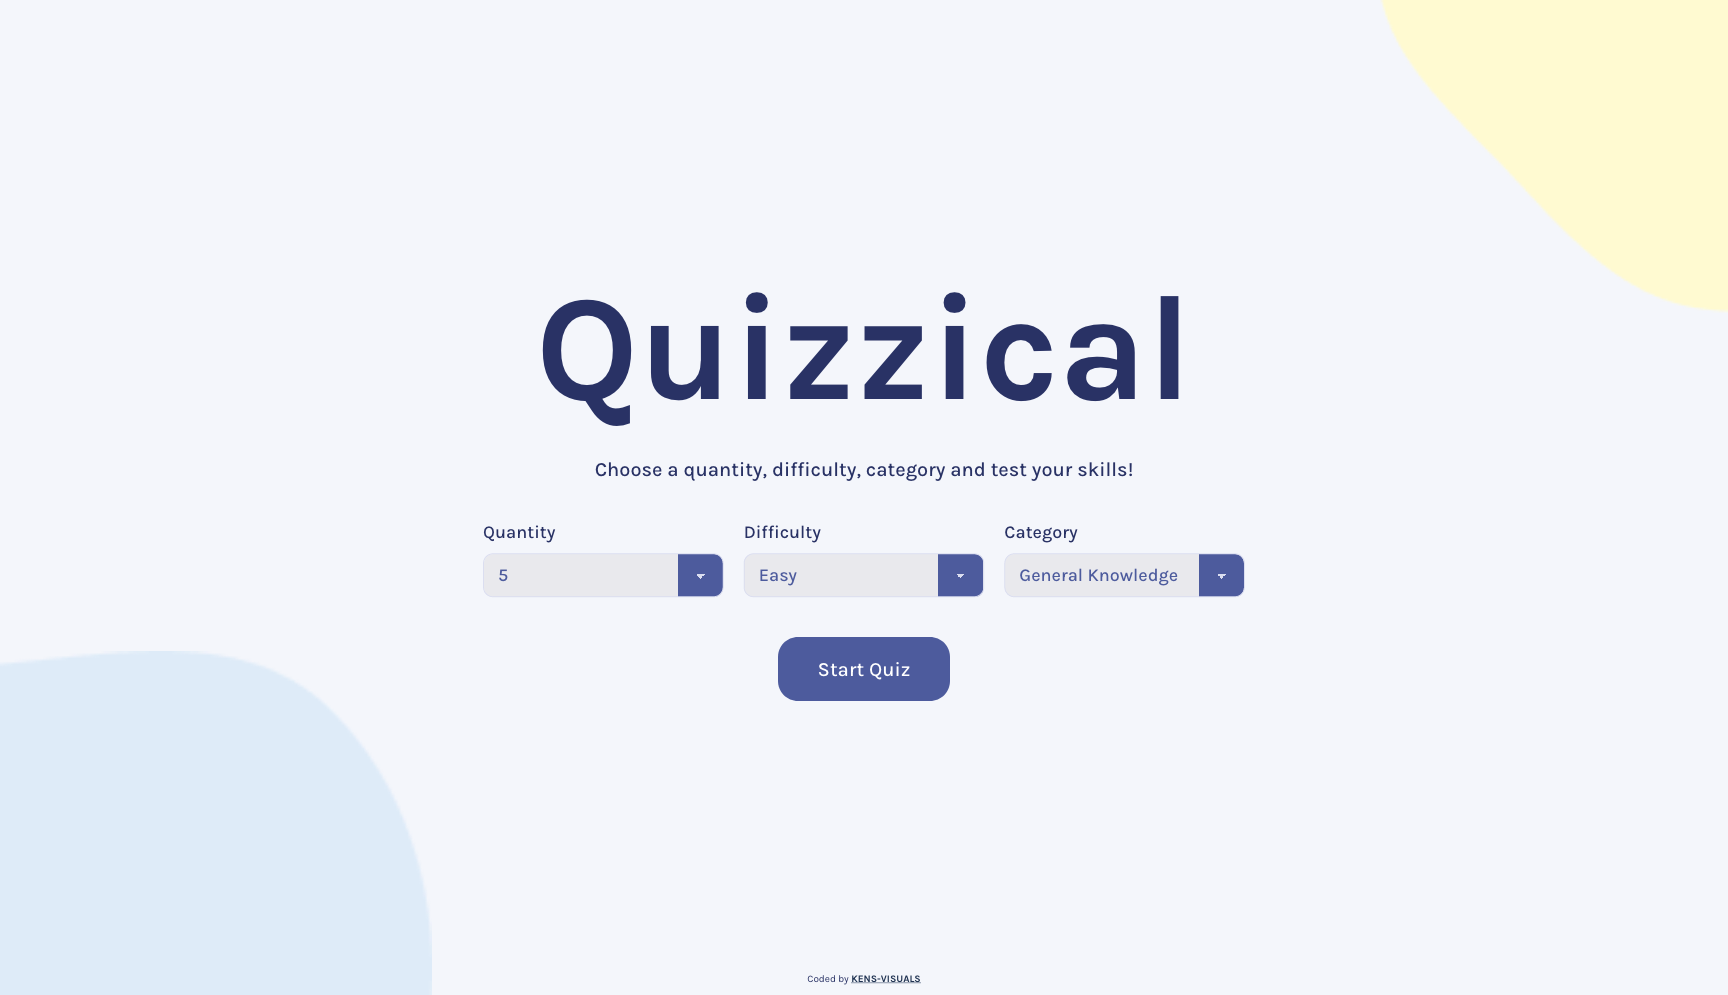 Quizzical
Choose a quantity, difficulty, category and test your skills!
Quantity Difficulty Category
5 Easy General Knowledge
Start Quiz
Coded by KENS-VISUALS